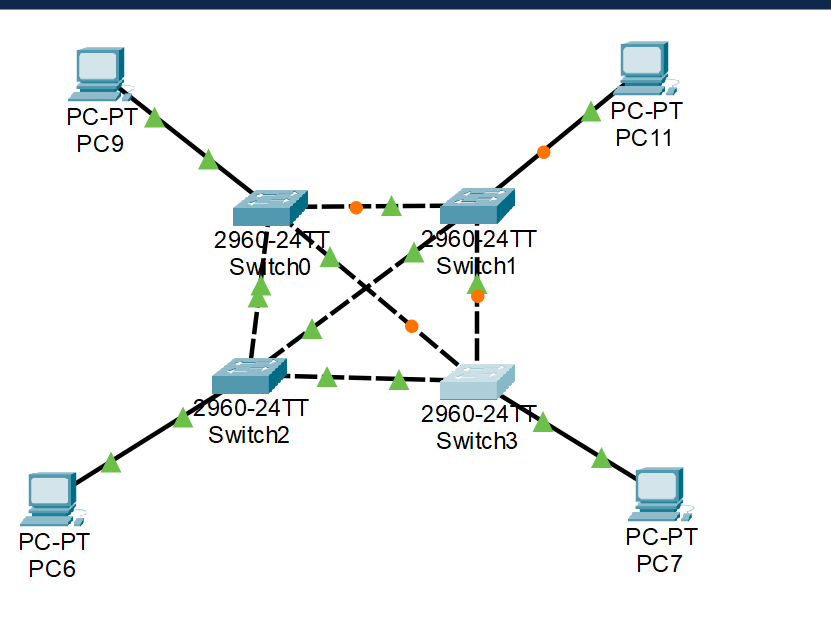 PC-PT
PC9
PC-PT
PC11
2960-24TT
Switch0
2960-24TT
Switch1
2960-24TT
Switch2
2960-24TT
Switch3
PC-PT
PC6
PC-PT
PC7